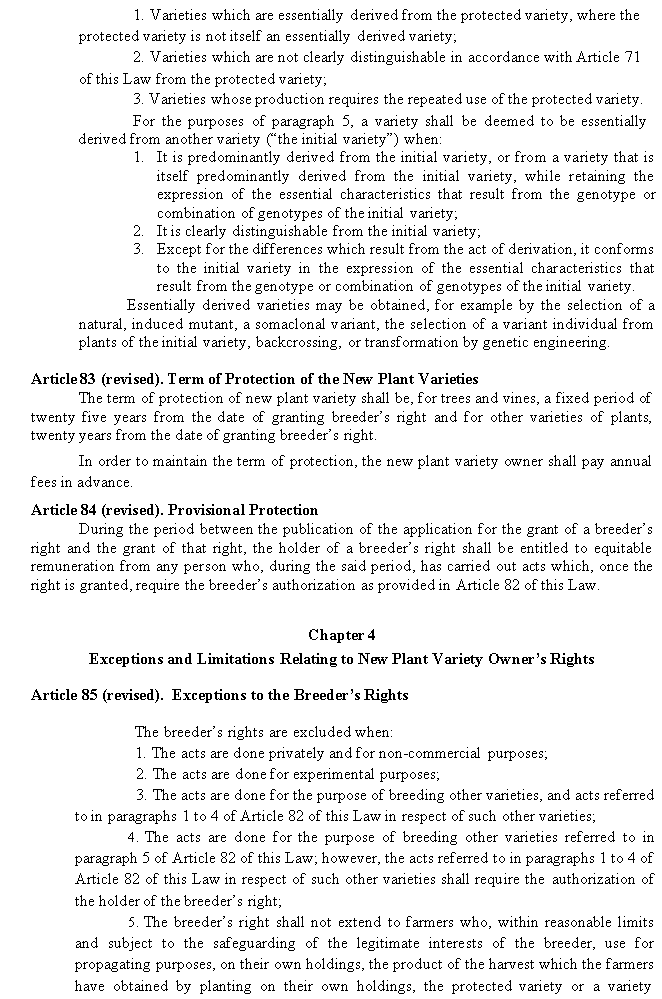 1. Varieties which are essentially derived from the protected variety, where the
protected variety is not itself an essentially derived variety;
2. Varieties which are not clearly distinguishable in accordance with Article 71
of this Law from the protected variety;
3. Varieties whose production requires the repeated use of the protected variety.
For the purposes of paragraph 5, a variety shall be deemed to be essentially
derived from another variety (“the initial variety”) when:
1. It is predominantly derived from the initial variety, or from a variety that is
itself predominantly derived from the initial variety, while retaining the
expression of the essential characteristics that result from the genotype or
combination of genotypes of the initial variety;
2. It is clearly distinguishable from the initial variety;
3. Except for the differences which result from the act of derivation, it conforms
to the initial variety in the expression of the essential characteristics that
result from the genotype or combination of genotypes of the initial variety.
Essentially derived varieties may be obtained, for example by the selection of a
natural, induced mutant, a somaclonal variant, the selection of a variant individual from
plants of the initial variety, backcrossing, or transformation by genetic engineering.
Article 83 (revised). Term of Protection of the New Plant Varieties
The term of protection of new plant variety shall be, for trees and vines, a fixed period of
twenty five years from the date of granting breeder’s right and for other varieties of plants,
twenty years from the date of granting breeder’s right.
In order to maintain the term of protection, the new plant variety owner shall pay annual
fees in advance.
Article 84 (revised). Provisional Protection
During the period between the publication of the application for the grant of a breeder’s
right and the grant of that right, the holder of a breeder’s right shall be entitled to equitable
remuneration from any person who, during the said period, has carried out acts which, once the
right is granted, require the breeder’s authorization as provided in Article 82 of this Law.
Chapter 4
Exceptions and Limitations Relating to New Plant Variety Owner’s Rights
Article 85 (revised). Exceptions to the Breeder’s Rights
The breeder’s rights are excluded when:
1. The acts are done privately and for non-commercial purposes;
2. The acts are done for experimental purposes;
3. The acts are done for the purpose of breeding other varieties, and acts referred
to in paragraphs 1 to 4 of Article 82 of this Law in respect of such other varieties;
4. The acts are done for the purpose of breeding other varieties referred to in
paragraph 5 of Article 82 of this Law; however, the acts referred to in paragraphs 1 to 4 of
Article 82 of this Law in respect of such other varieties shall require the authorization of
the holder of the breeder’s right;
5. The breeder’s right shall not extend to farmers who, within reasonable limits
and subject to the safeguarding of the legitimate interests of the breeder, use for
propagating purposes, on their own holdings, the product of the harvest which the farmers
have obtained by planting on their own holdings, the protected variety or a variety